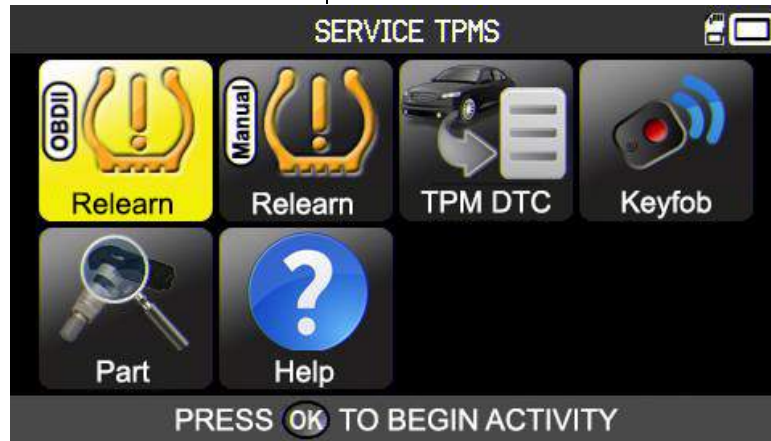 SERVICE TPMS
OBDII
Relearn
Manual
Relearn
TPM DTC
Keyfob
Part
?
Help
PRESS OK TO BEGIN ACTIVITY